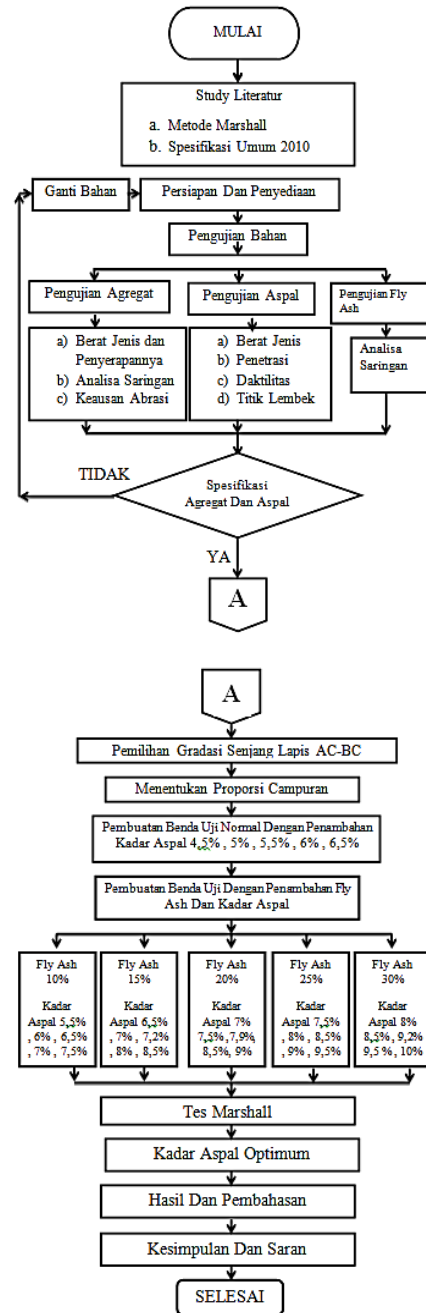 MULAI
Study Literatur
a. Metode Marshall
b. Spesifikasi Umum 2010
Ganti Bahan
Persiapan Dan Penyediaan
Pengujian Bahan
Pengujian Agregat
Pengujian Aspal
Pengujian Fly
Ash
a) Berat Jenis dan
Penyerapannya
b) Analisa Saringan
c) Keausan Abrasi
a) Berat Jenis
b) Penetrasi
c) Daktilitas
d) Titik Lembek
Analisa
Saringan
TIDAK
Spesifikasi
Agregat Dan Aspal
YA
A
A
Pemilihan Gradasi Senjang Lapis AC-BC
Menentukan Proporsi Campuran
Pembuatan Benda Uji Normal Dengan Penambahan
Kadar Aspal 4,5% , 5% , 5,5% , 6% , 6,5%
Pembuatan Benda Uji Dengan Penambahan Fly
Ash Dan Kadar Aspal
Fly Ash
10%
Kadar
Aspal 5,5%
, 6% , 6,5%
, 7% , 7,5%
Fly Ash
15%
Kadar
Aspal 6,5%
, 7% , 7,2%
, 8% , 8,5%
Fly Ash
20%
Kadar
Aspal 7%
7,5%,7,9%,
8,5%, 9%
Fly Ash
25%
Kadar
Aspal 7,5%
, 8% , 8,5%
, 9% , 9,5%
Fly Ash
30%
Kadar
Aspal 8%
8,5% , 9,2%
9,5 % , 10%
Tes Marshall
Kadar Aspal Optimum
Hasil Dan Pembahasan
Kesimpulan Dan Saran
SELESAI